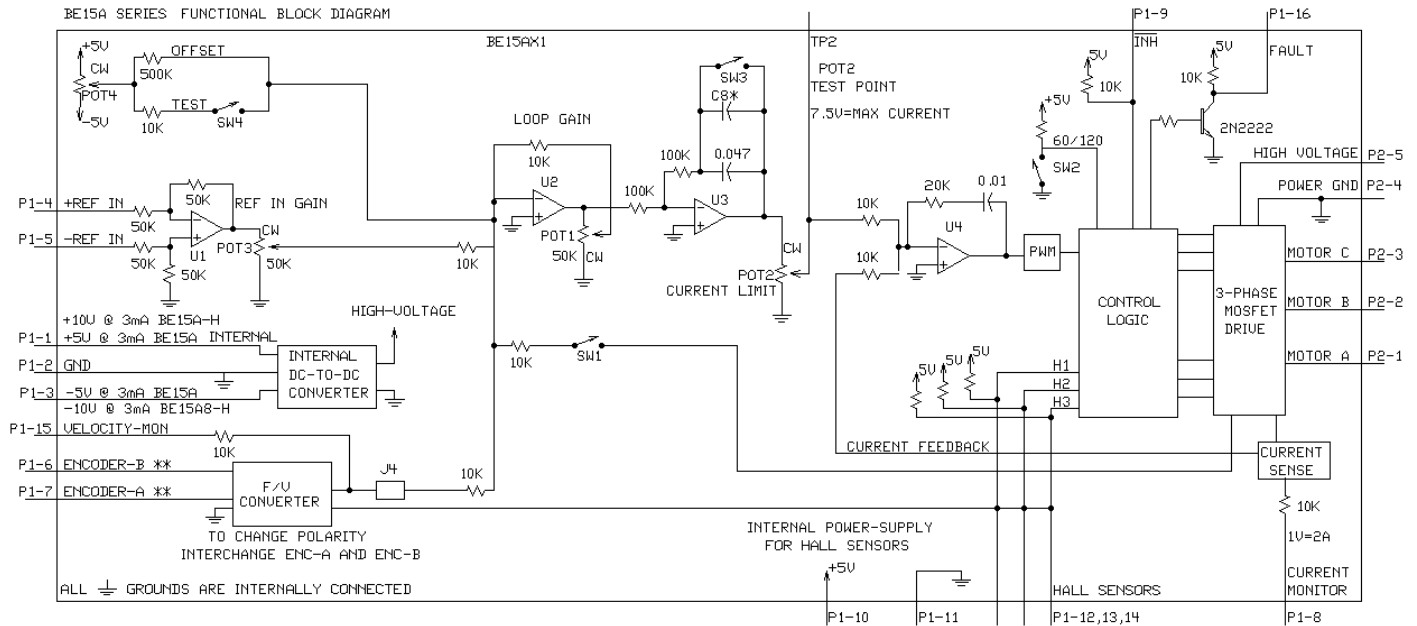 BE15A SERIES FUNCTIONAL BLOCK DIAGRAM
P1-9
P1-16
BE15AX1
TP2
INH
FAULT
+5V
OFFSET
500K
CW
POT4
-5V
TEST
10K
SW4
SW3
C8*
POT2
TEST POINT
7.5V=MAX CURRENT
5V
10K
5V
10K
2N2222
+5V
60/120
SW2
LOOP GAIN
10K
U2
100K
0.047
100K
U3
POT1
50K
CW
CW
POT2
CURRENT LIMIT
HIGH VOLTAGE P2-5
POWER GND P2-4
P1-4 +REF IN
50K
50K
REF IN GAIN
P1-5 -REF IN
50K
U1
50K
CW
POT3
50K
10K
10K
10K
20K
0.01
U4
PWM
CONTROL
LOGIC
3-PHASE
MOSFET
DRIVE
MOTOR C P2-3
MOTOR B P2-2
MOTOR A P2-1
+10V @ 3mA BE15A-H
P1-1 +5V @ 3mA BE15A INTERNAL
P1-2 GND
P1-3 -5V @ 3mA BE15A
-10V @ 3mA BE15A8-H
INTERNAL
DC-TO-DC
CONVERTER
HIGH-VOLTAGE
10K
SW1
5V
5V
5V
H1
H2
H3
P1-15 VELOCITY-MON
10K
P1-6 ENCODER-B **
P1-7 ENCODER-A **
F/V
CONVERTER
J4
10K
CURRENT FEEDBACK
CURRENT
SENSE
10K
1V=2A
TO CHANGE POLARITY
INTERCHANGE ENC-A AND ENC-B
INTERNAL POWER-SUPPLY
FOR HALL SENSORS
+5V
ALL GROUNDS ARE INTERNALLY CONNECTED
HALL SENSORS
CURRENT
MONITOR
P1-10
P1-11
P1-12,13,14
P1-8